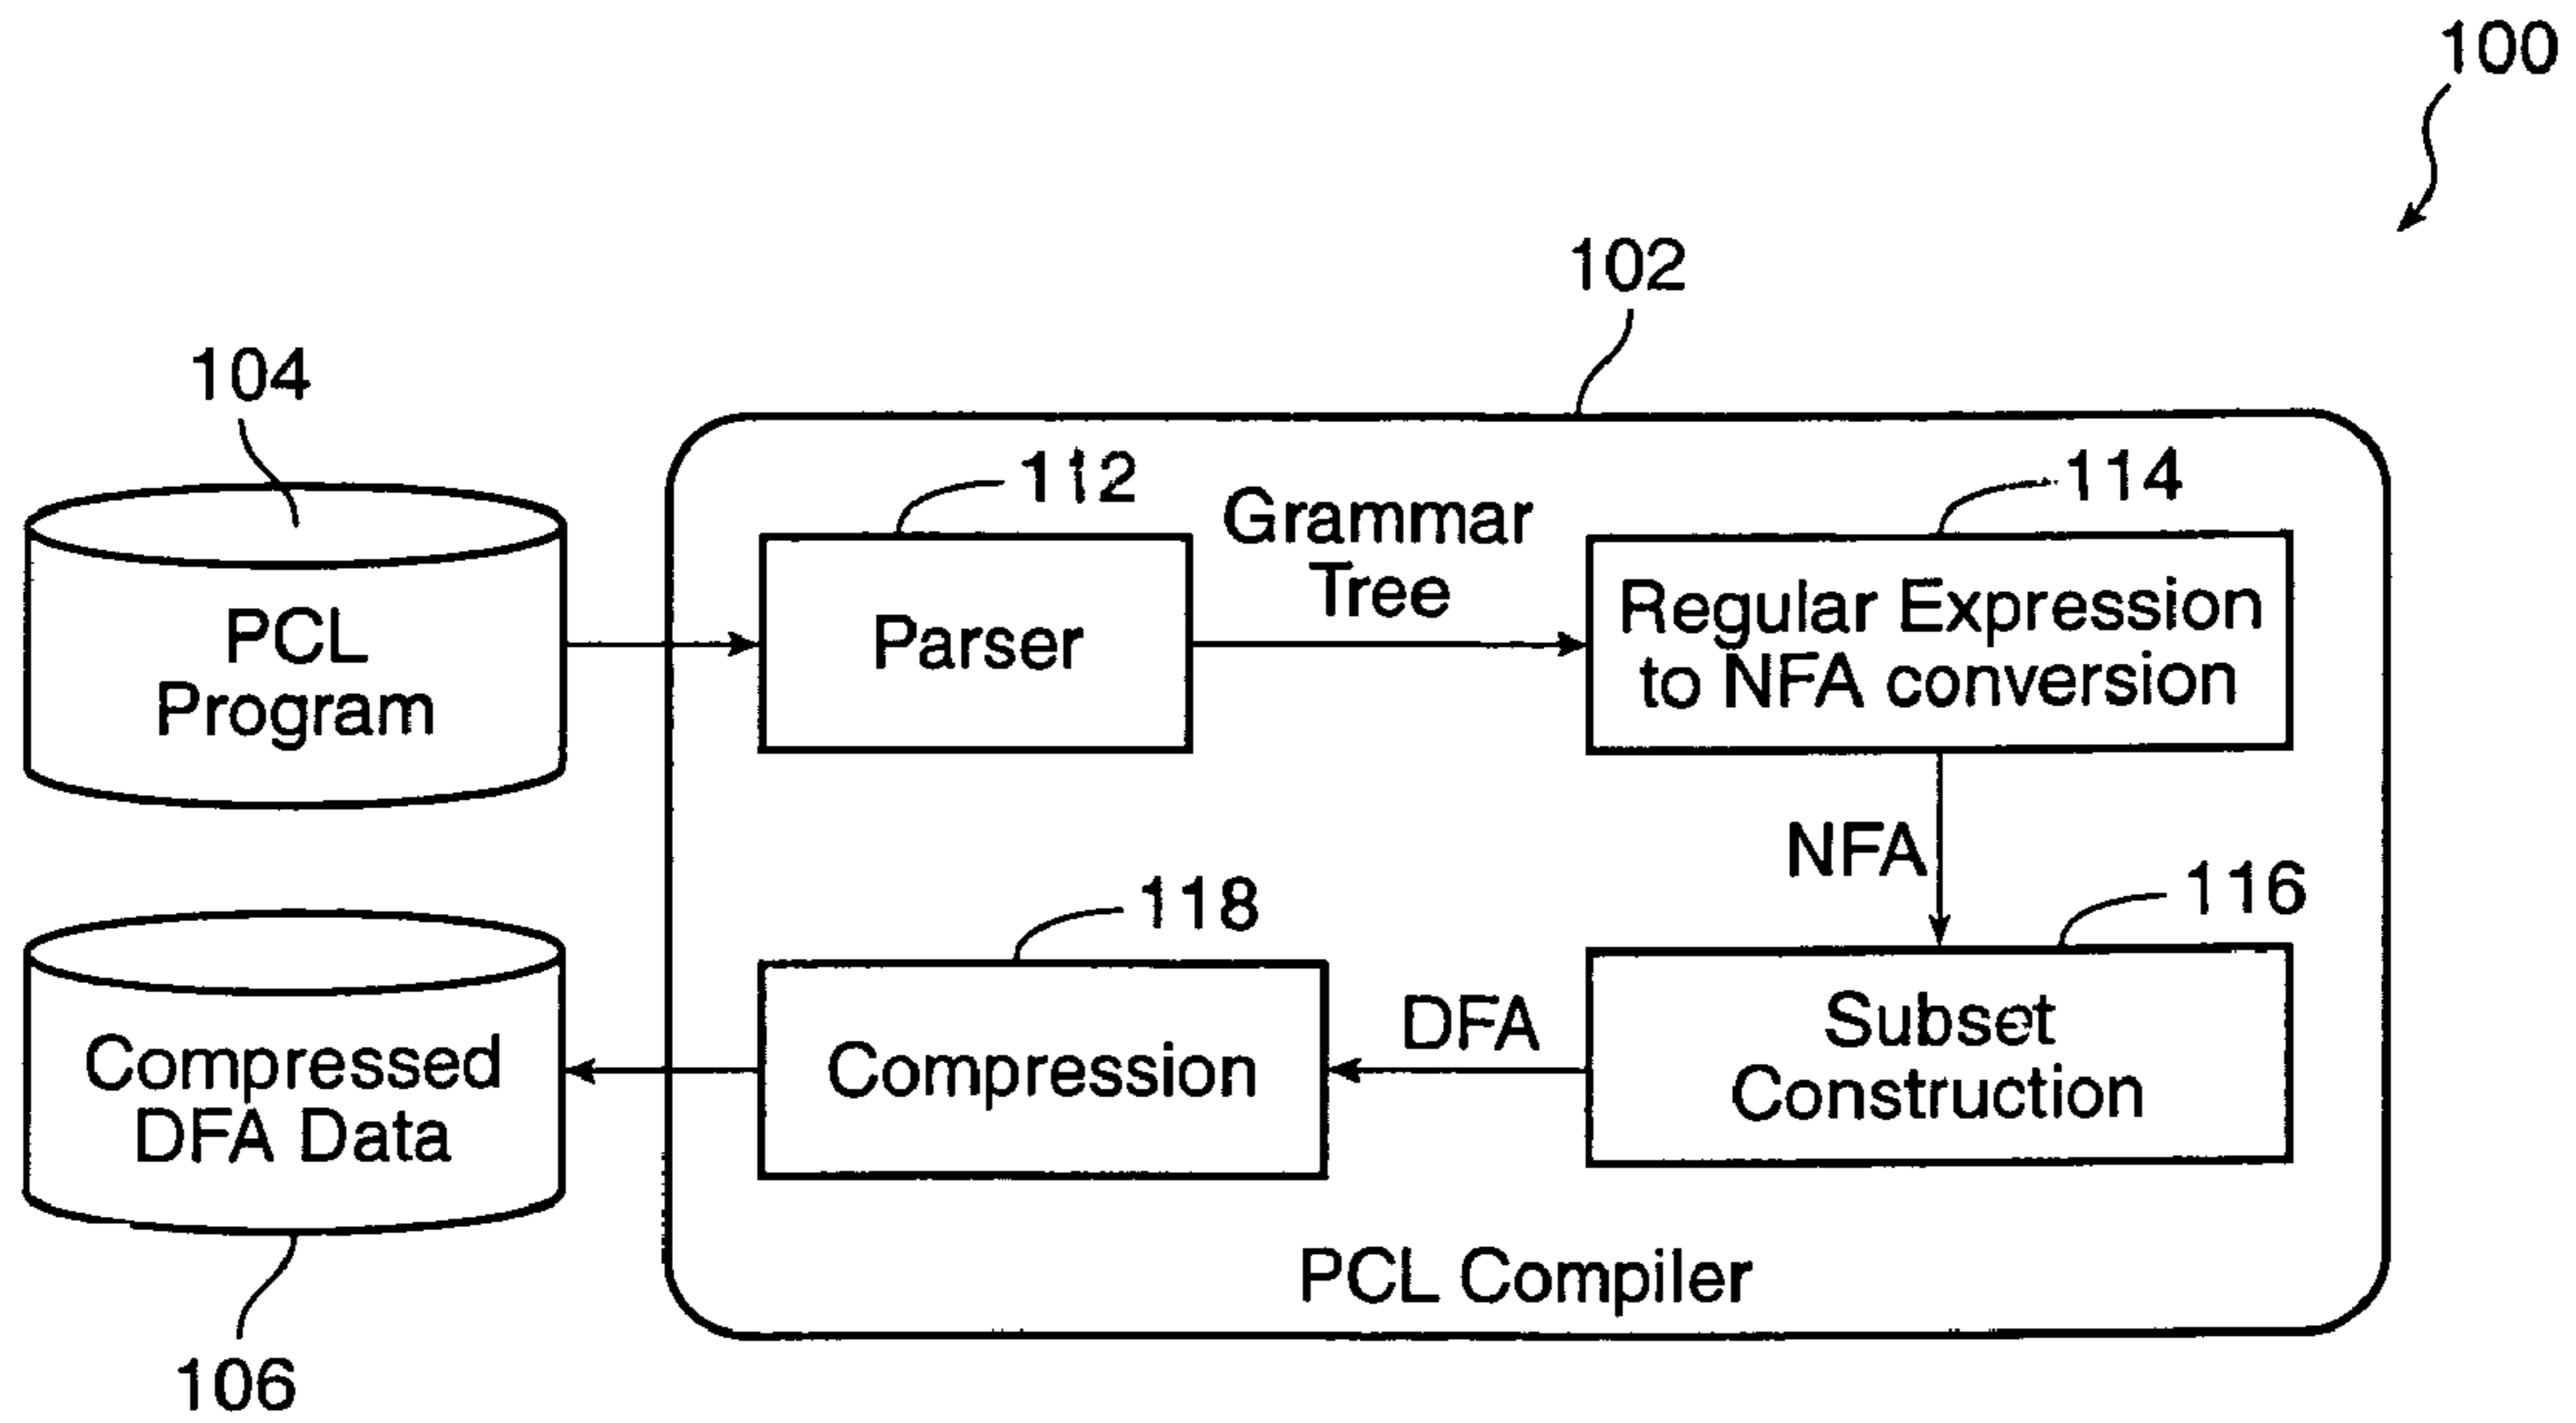 100
102
104
112
Grammar
Tree
114
PCL
Program
Parser
Regular Expression
to NFA conversion
NFA
116
118
Compressed
DFA Data
Compression
DFA
Subset
Construction
PCL Compiler
106